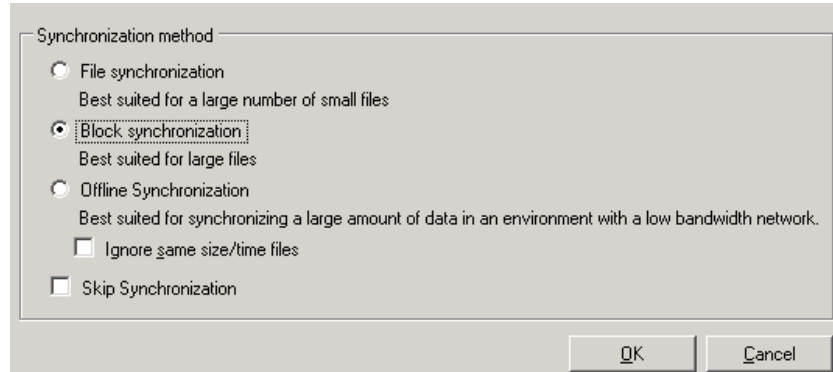 Synchronization method
File synchronization
Best suited for a large number of small files
Block synchronization
Best suited for large files
Offline Synchronization
Best suited for synchronizing a large amount of data in an environment with a low bandwidth network.
Ignore same size/time files
Skip Synchronization
OK Cancel